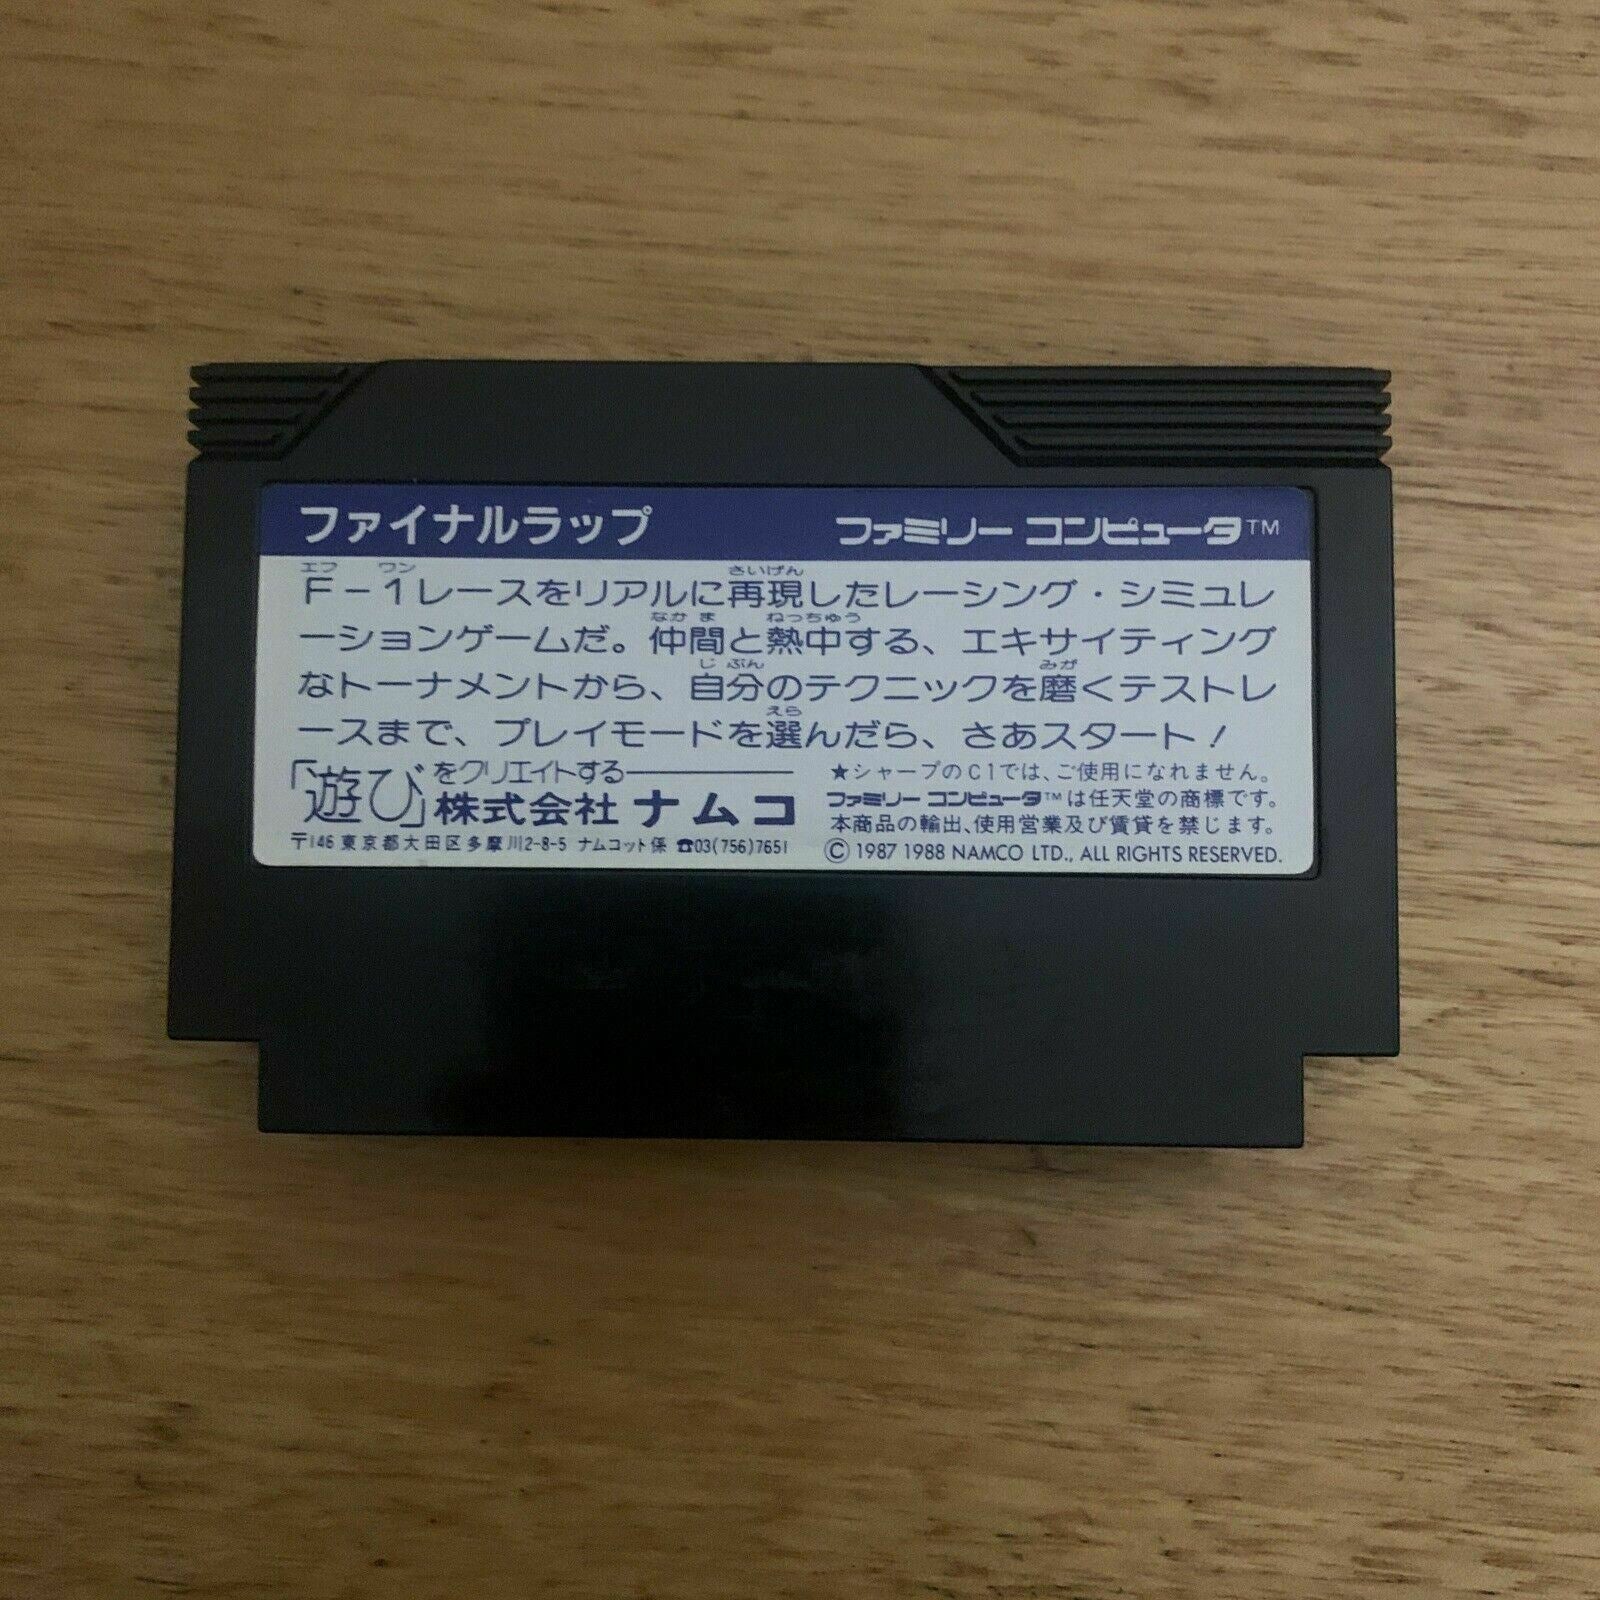 ファイナルラップ ファミリー コンピュータTM
エフ ワン さいげん
F-1レースをリアルに再現したレーシング・シミュレ
なかま ねっちゅう
ーションゲームだ。仲間と熱中する、エキサイティング
じぶん みが
なトーナメントから、自分のテクニックを磨くテストレ
えら
ースまで、プレイモードを選んだら、さあスタート!
「遊び」をクリエイトする
株式会社ナムコ
〒146 東京都大田区多摩川2-8-5 ナムコット係 ☎03(756)7651
★シャープのC1では、ご使用になれません。
ファミリー コンピュータTMは任天堂の商標です。
本商品の輸出、使用営業及び賃貸を禁じます。
©1987 1988 NAMCO LTD., ALL RIGHTS RESERVED.